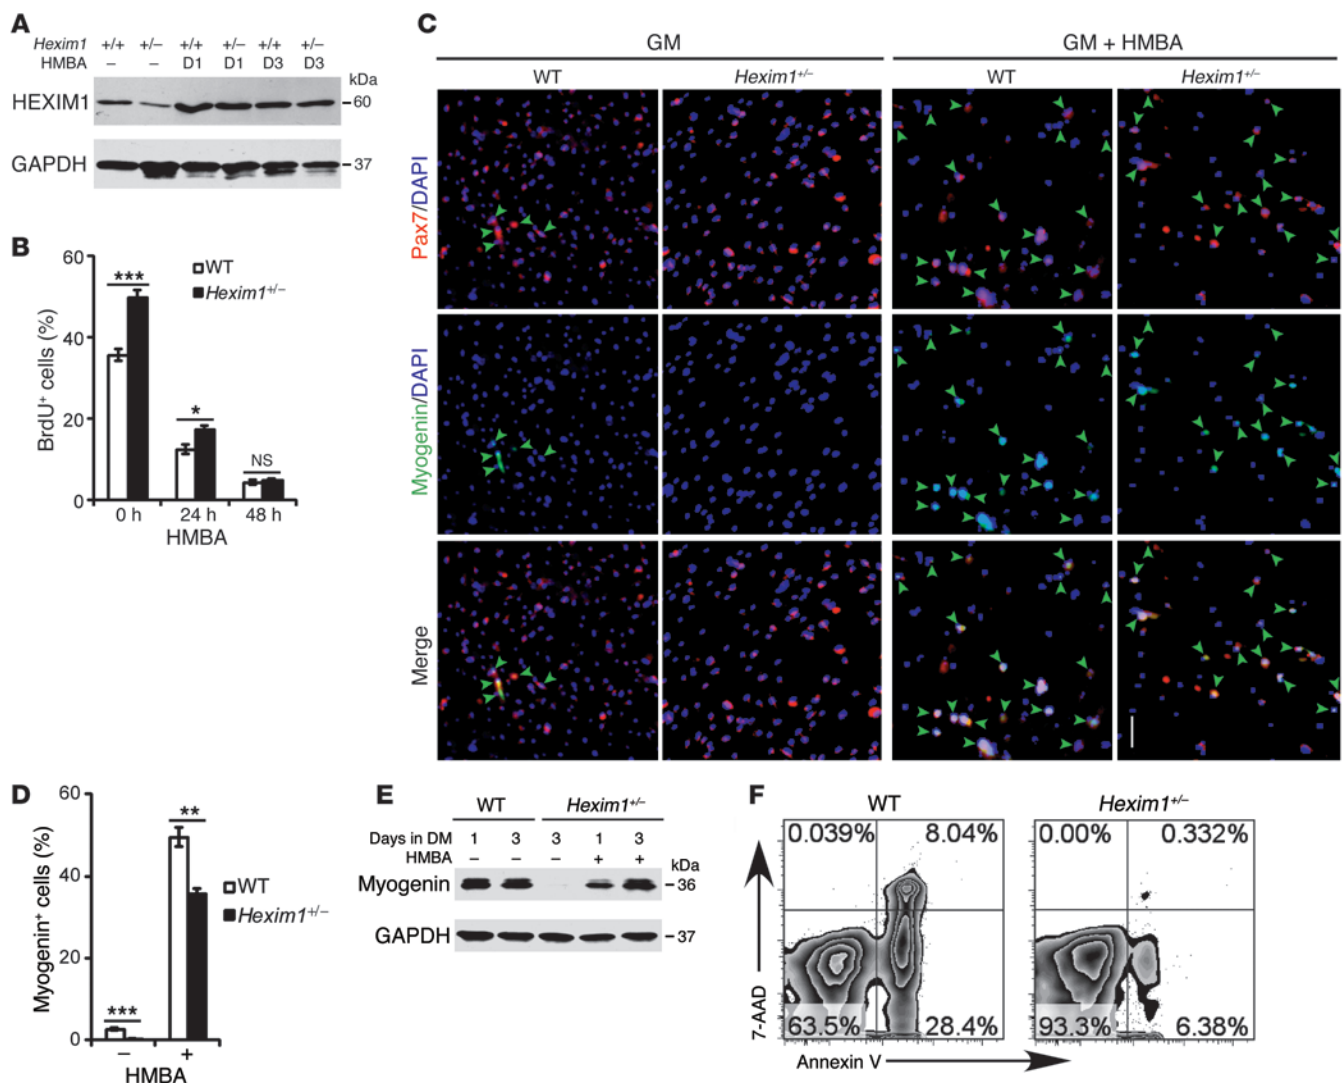 A
Hexim1 +/+ +/– +/+ +/– +/+ +/–
HMBA – – D1 D1 D3 D3
kDa
HEXIM1 –60
GAPDH –37
B
60
40
20
0
BrdU+ cells (%)
WT
Hexim1+/–
***
*
NS
0 h 24 h 48 h
HMBA
C
GM GM + HMBA
WT Hexim1+/– WT Hexim1+/–
Pax7/DAPI
Myogenin/DAPI
Merge
D
60
40
20
0
Myogenin+ cells (%)
WT
Hexim1+/–
***
**
– +
HMBA
E
WT Hexim1+/–
Days in DM 1 3 3 1 3
HMBA – – – + +
kDa
Myogenin –36
GAPDH –37
F
WT Hexim1+/–
0.039% 8.04% 0.00% 0.332%
63.5% 28.4% 93.3% 6.38%
7-AAD
Annexin V